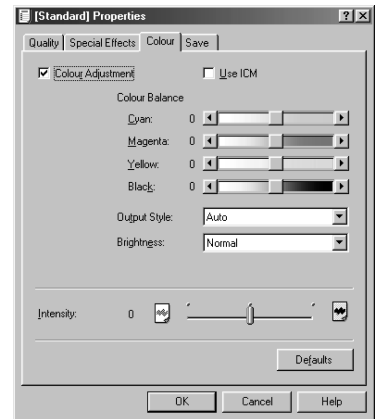 [Standard] Properties
Quality Special Effects Colour Save
Colour Adjustment Use ICM
Colour Balance
Cyan: 0
Magenta: 0
Yellow: 0
Black: 0
Output Style: Auto
Brightness: Normal
Intensity: 0
Defaults
OK Cancel Help